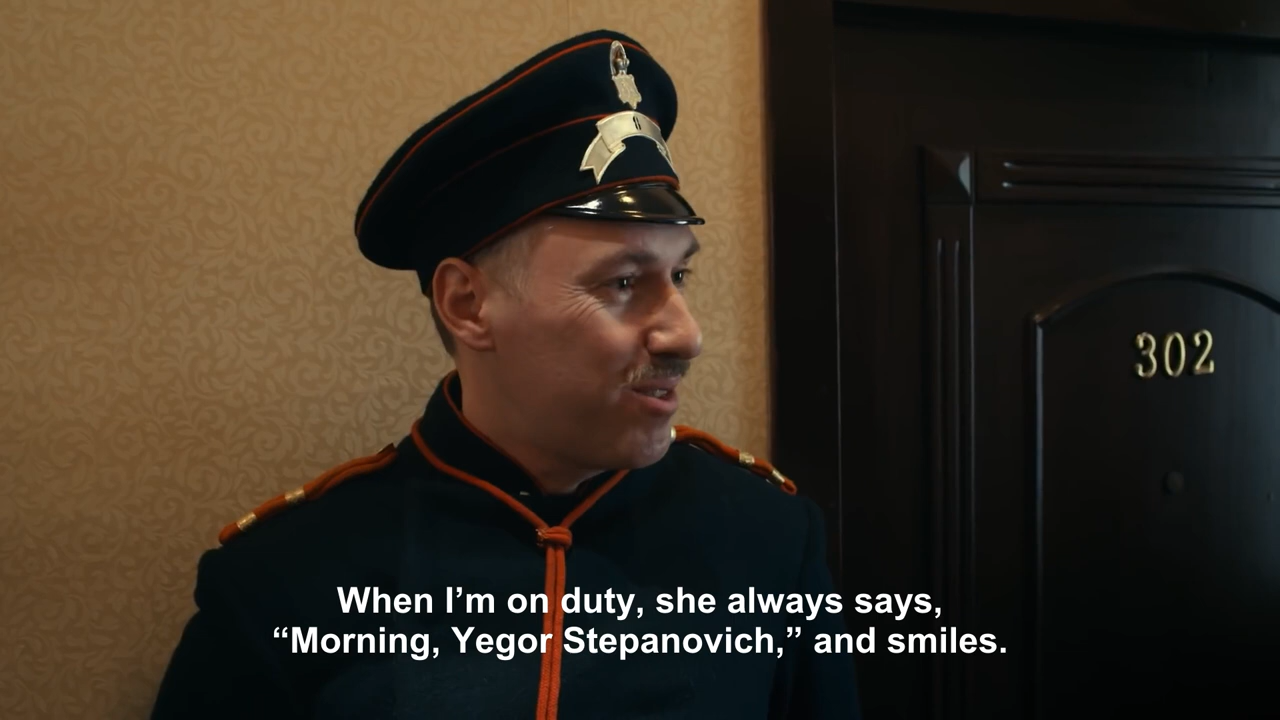 302
When I’m on duty, she always says,
“Morning, Yegor Stepanovich,” and smiles.